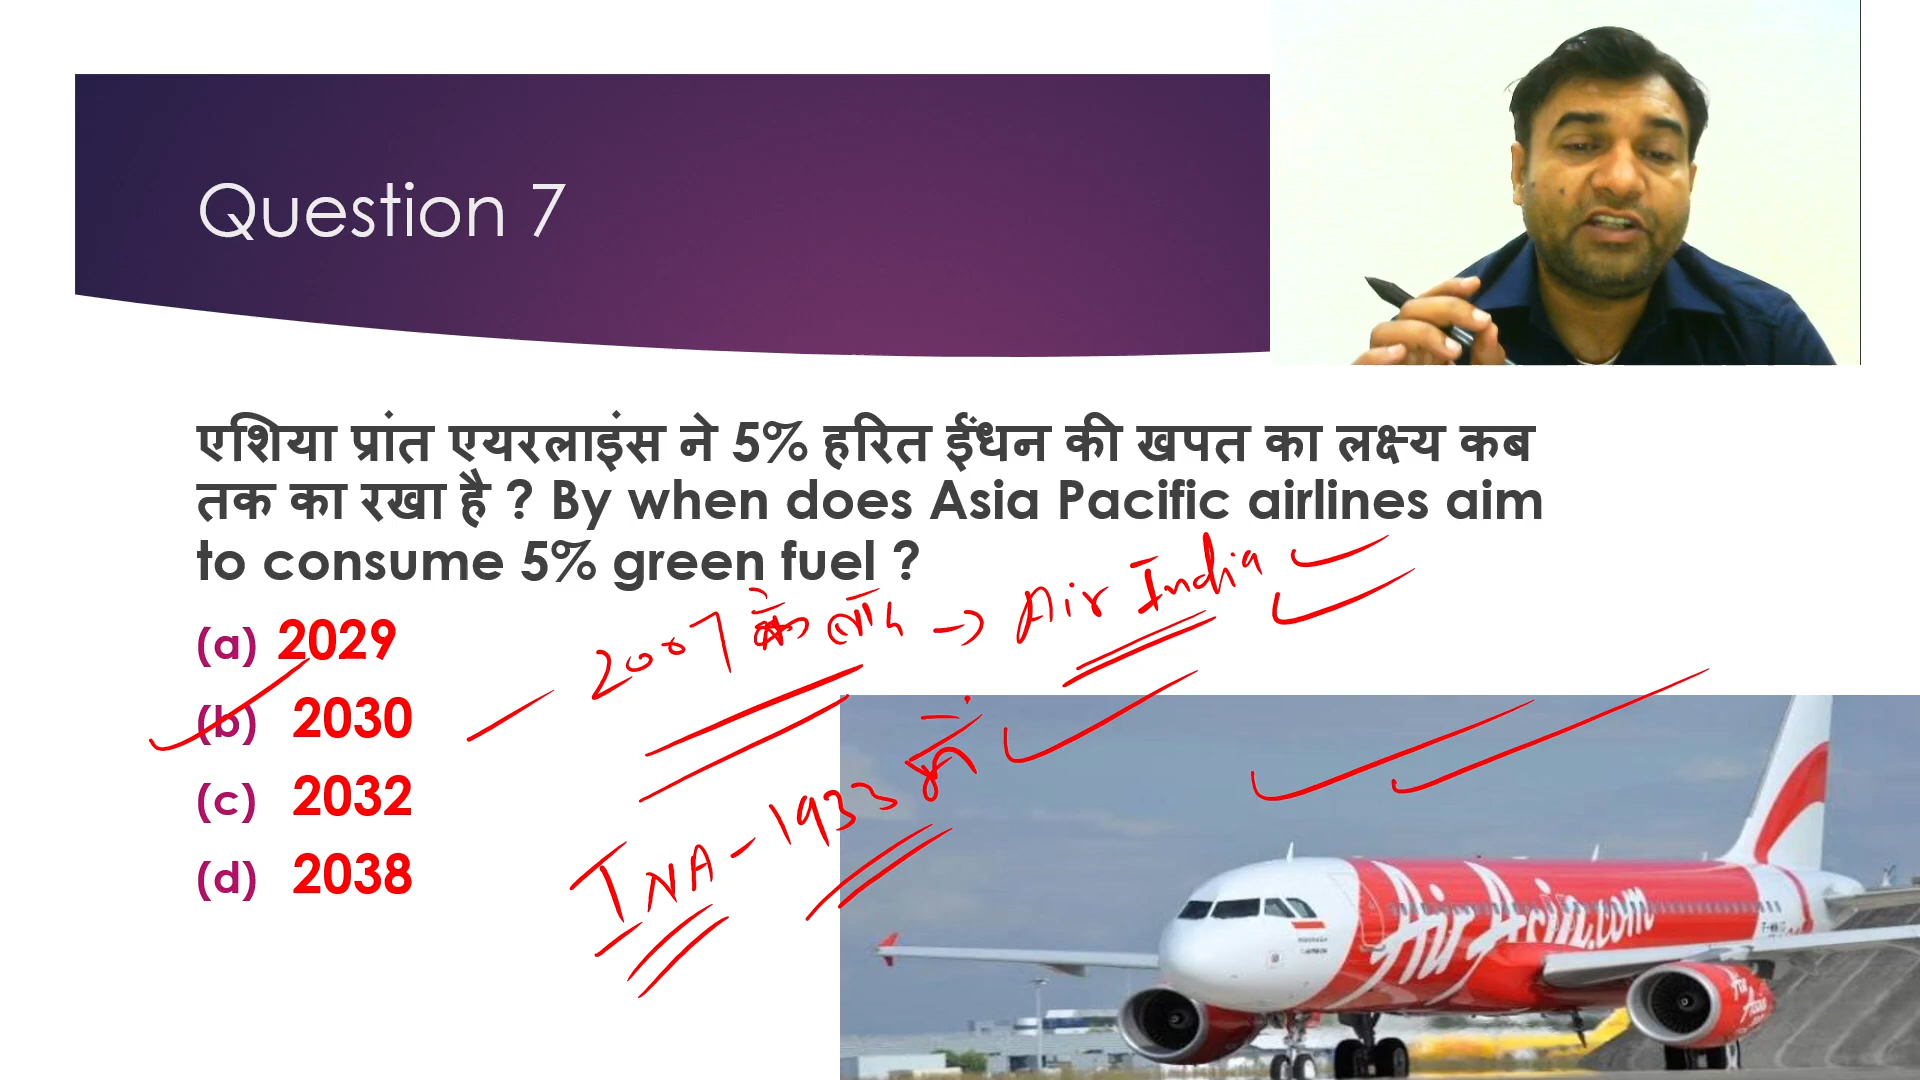 Question 7
एशिया प्रांत एयरलाइंस ने 5% हरित ईंधन की खपत का लक्ष्य कब
तक का रखा है ? By when does Asia Pacific airlines aim
to consume 5% green fuel ?
(a) 2029
(b) 2030
(c) 2032
(d) 2038
2007 के बाद → Air India
INA - 1933 में
AirAsia.com